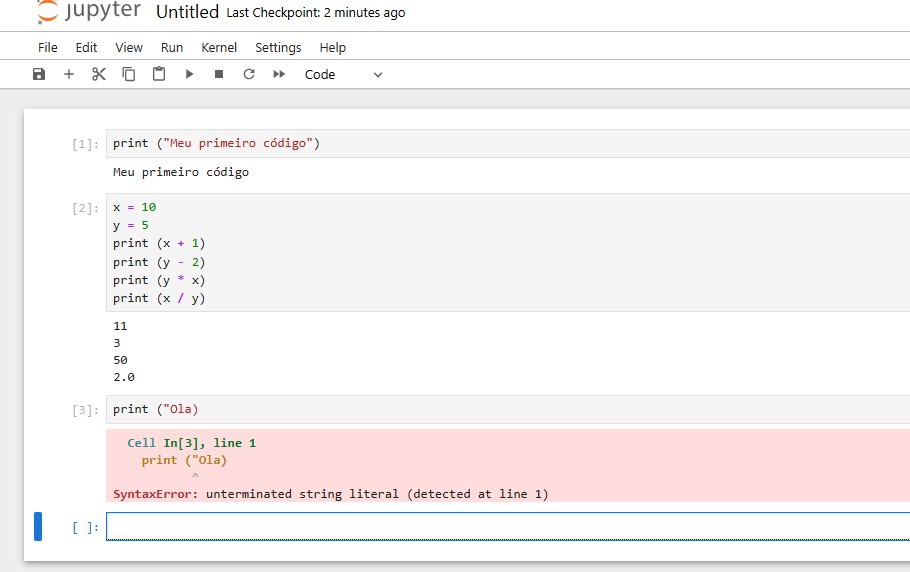 jupyter Untitled Last Checkpoint: 2 minutes ago
File Edit View Run Kernel Settings Help
Code
[1]: print ("Meu primeiro código")
Meu primeiro código
[2]: x = 10
y = 5
print (x + 1)
print (y - 2)
print (y * x)
print (x / y)
11
3
50
2.0
[3]: print ("Ola)
Cell In[3], line 1
print ("Ola)
^
SyntaxError: unterminated string literal (detected at line 1)
[ ]: